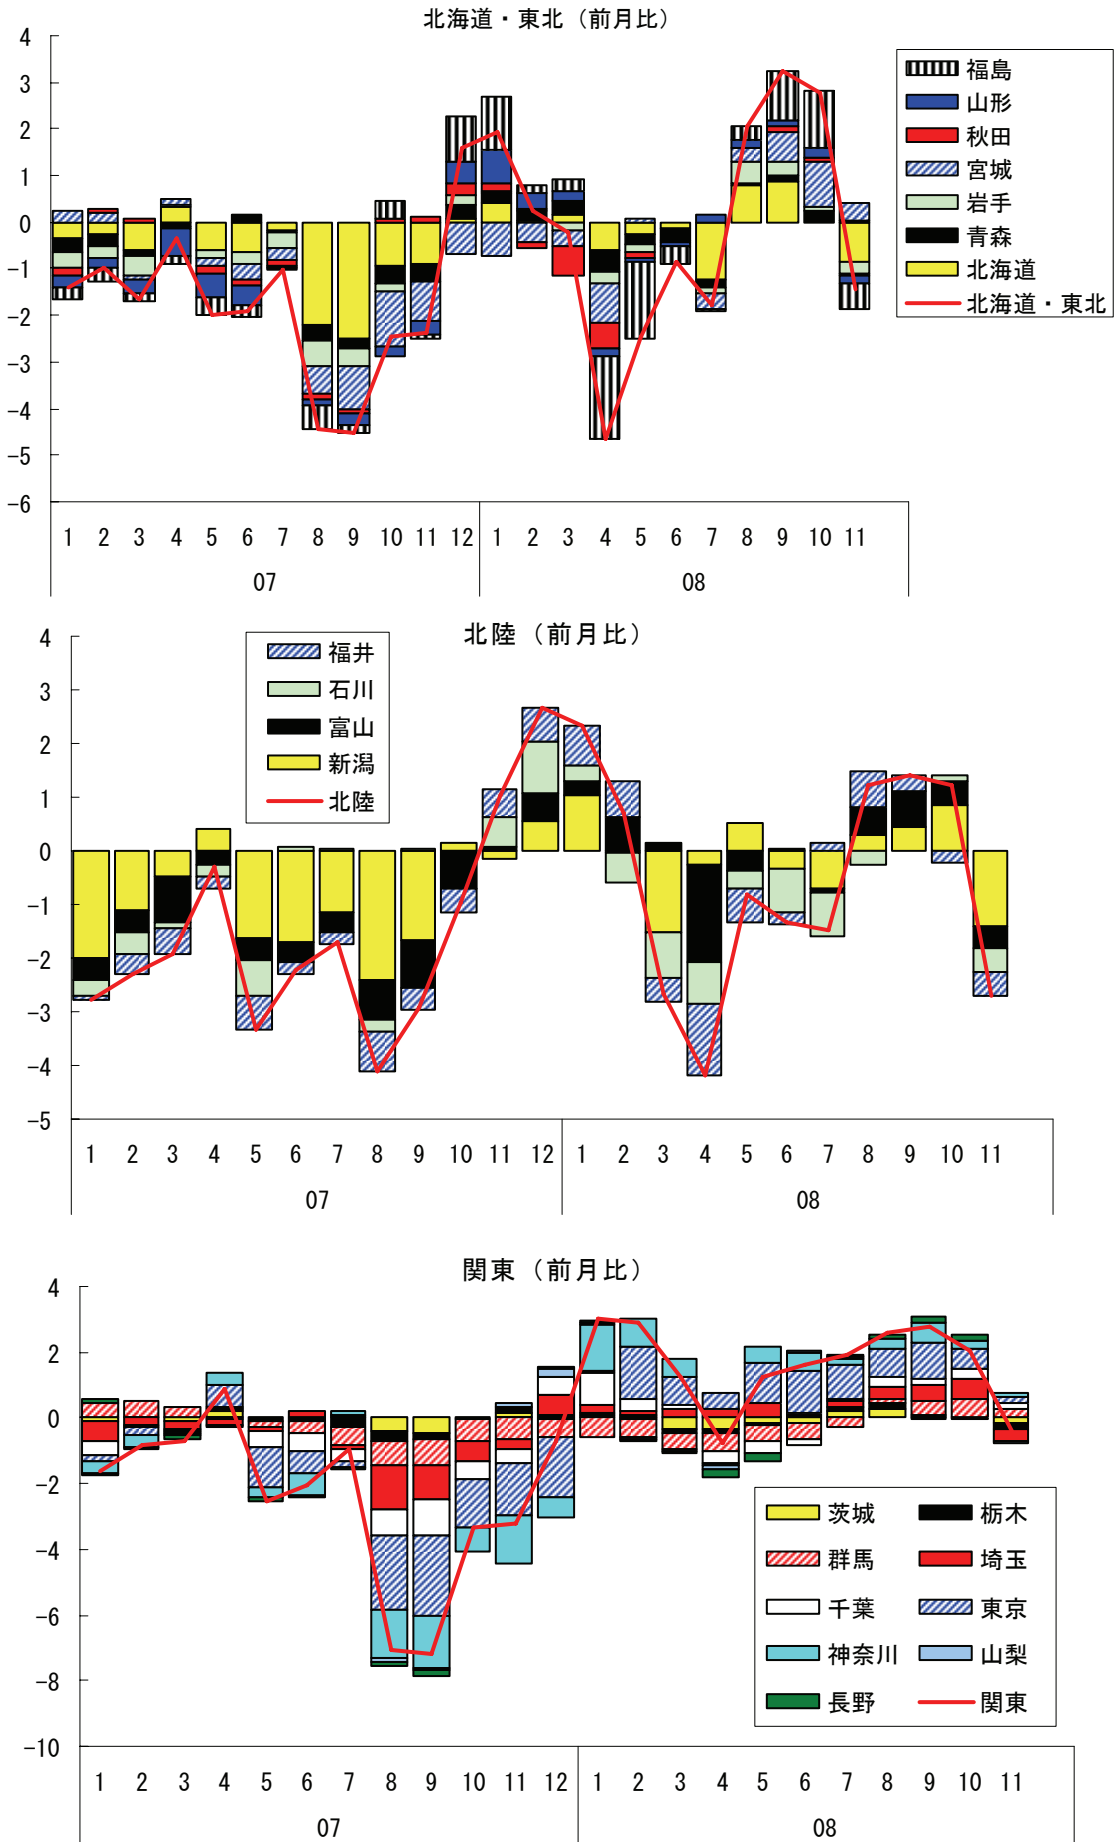 北海道・東北（前月比）
4
3
2
1
0
-1
-2
-3
-4
-5
-6
福島
山形
秋田
宮城
岩手
青森
北海道
北海道・東北
1 2 3 4 5 6 7 8 9 10 11 12 1 2 3 4 5 6 7 8 9 10 11
07 08
北陸（前月比）
4
3
2
1
0
-1
-2
-3
-4
-5
福井
石川
富山
新潟
北陸
1 2 3 4 5 6 7 8 9 10 11 12 1 2 3 4 5 6 7 8 9 10 11
07 08
関東（前月比）
4
2
0
-2
-4
-6
-8
-10
茨城 栃木
群馬 埼玉
千葉 東京
神奈川 山梨
長野 関東
1 2 3 4 5 6 7 8 9 10 11 12 1 2 3 4 5 6 7 8 9 10 11
07 08